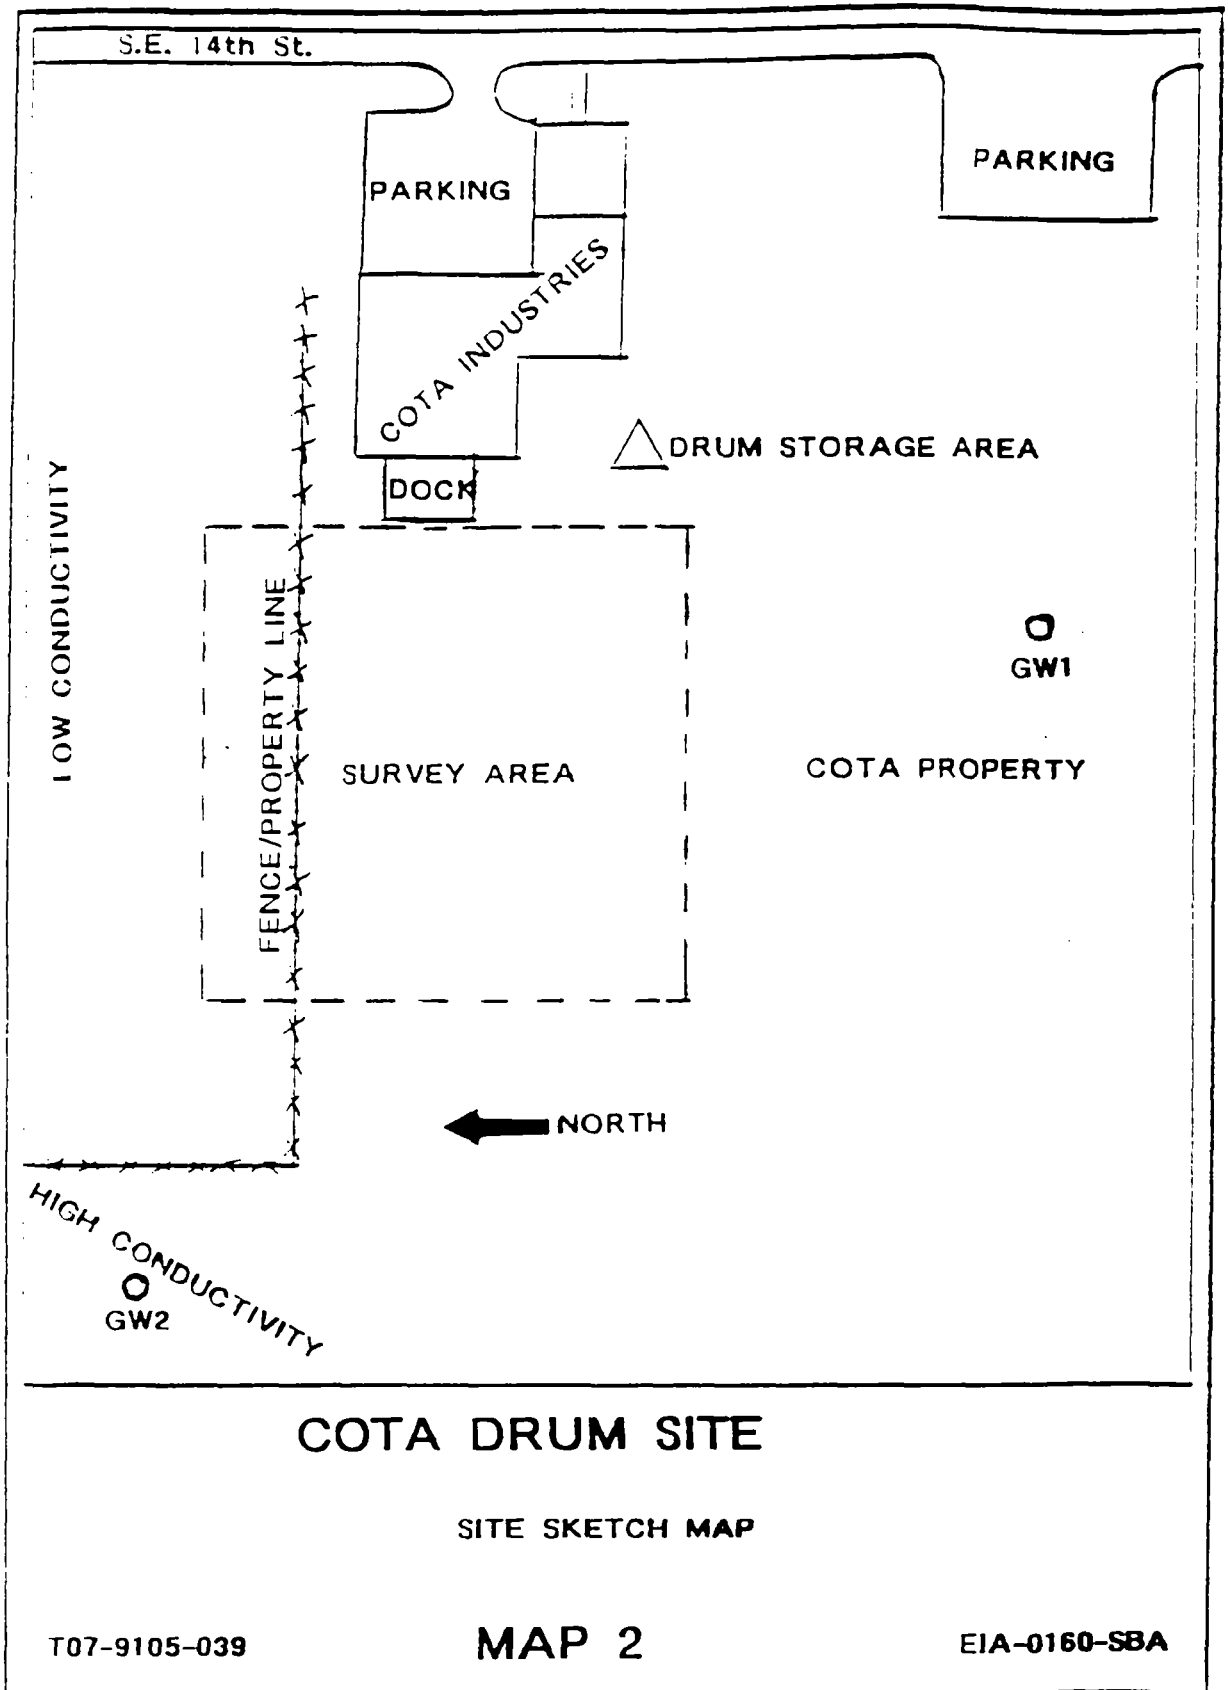 S.E. 14th St.
PARKING
PARKING
COTA INDUSTRIES
DRUM STORAGE AREA
DOCK
LOW CONDUCTIVITY
FENCE/PROPERTY LINE
GW1
SURVEY AREA
COTA PROPERTY
NORTH
HIGH CONDUCTIVITY
GW2
COTA DRUM SITE
SITE SKETCH MAP
T07-9105-039
MAP 2
EIA-0160-SBA